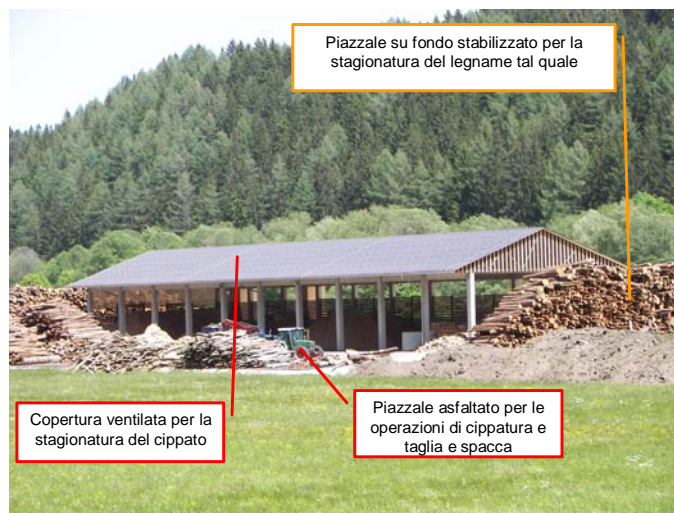 Piazzale su fondo stabilizzato per la
stagionatura del legname tal quale
Copertura ventilata per la
stagionatura del cippato
Piazzale asfaltato per le
operazioni di cippatura e
taglia e spacca